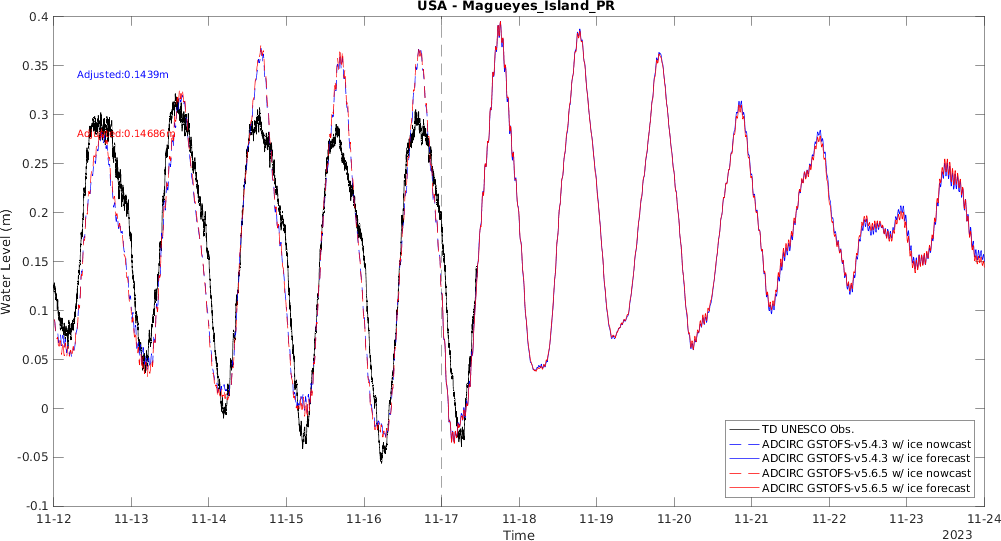 USA - Magueyes_Island_PR
0.4
0.35
0.3
0.25
0.2
0.15
0.1
0.05
0
-0.05
-0.1
Water Level (m)
Adjusted:0.1439m
Adjusted:0.14686m
TD UNESCO Obs.
ADCIRC GSTOFS-v5.4.3 w/ ice nowcast
ADCIRC GSTOFS-v5.4.3 w/ ice forecast
ADCIRC GSTOFS-v5.6.5 w/ ice nowcast
ADCIRC GSTOFS-v5.6.5 w/ ice forecast
11-12 11-13 11-14 11-15 11-16 11-17 11-18 11-19 11-20 11-21 11-22 11-23 11-24
Time
2023